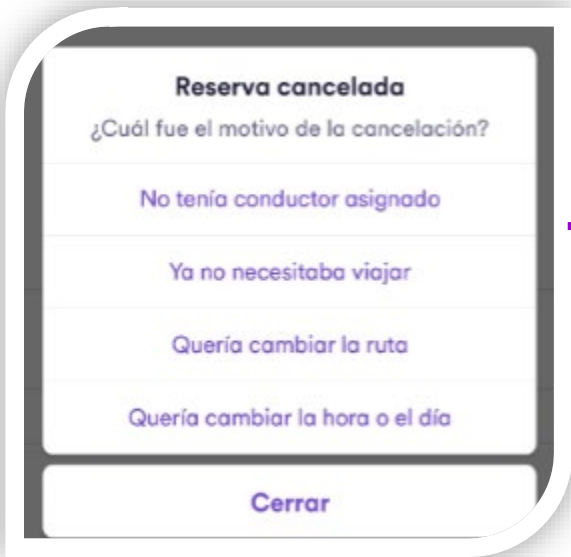 Reserva cancelada
¿Cuál fue el motivo de la cancelación?
No tenía conductor asignado
Ya no necesitaba viajar
Quería cambiar la ruta
Quería cambiar la hora o el día
Cerrar